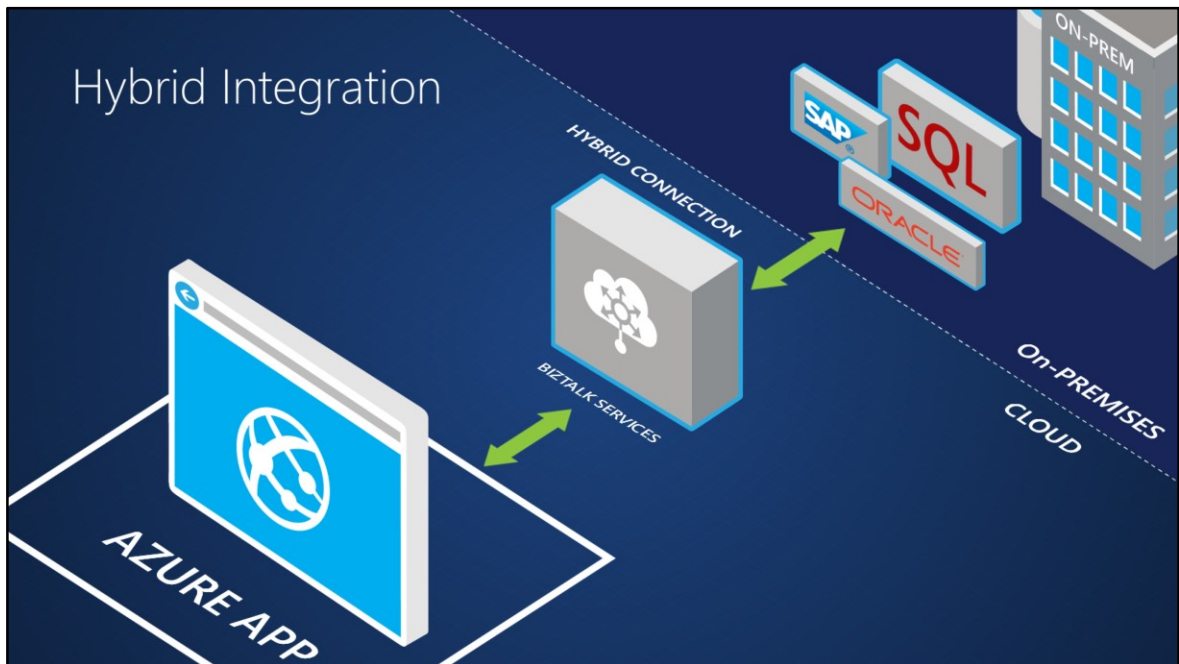 Hybrid Integration
ON-PREM
HYBRID CONNECTION
SAP
®
SQL
ORACLE
BIZTALK SERVICES
On-PREMISES
CLOUD
AZURE APP